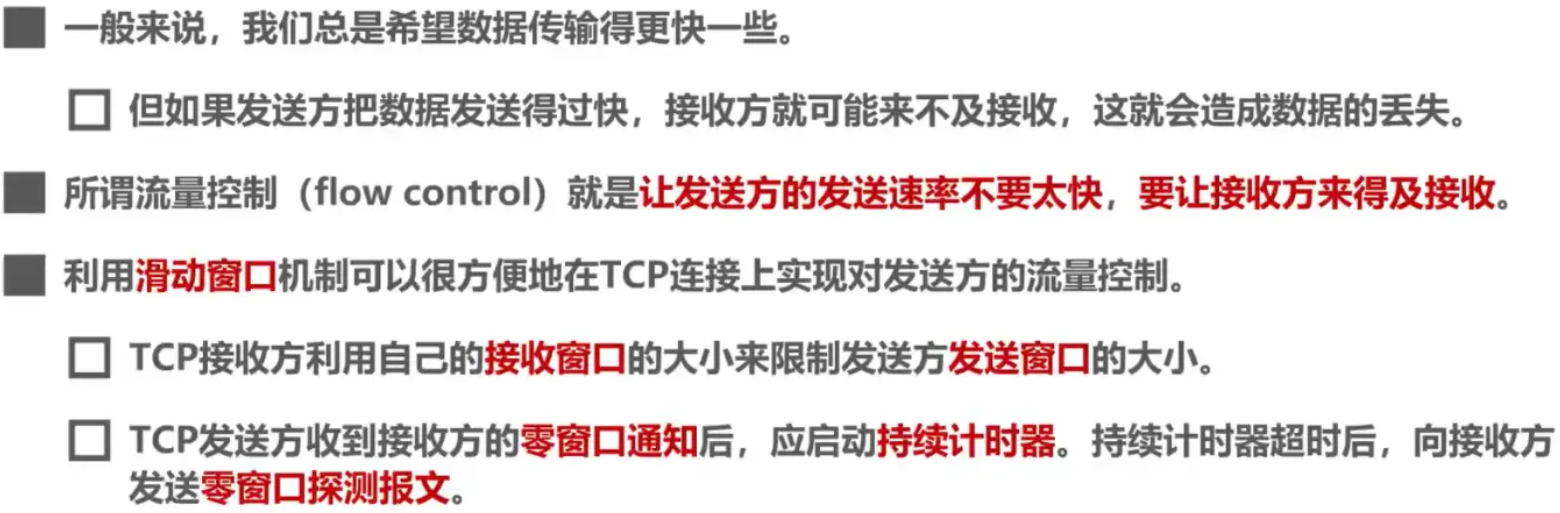 一般来说，我们总是希望数据传输得更快一些。
但如果发送方把数据发送得过快，接收方就可能来不及接收，这就会造成数据的丢失。
所谓流量控制（flow control）就是让发送方的发送速率不要太快，要让接收方来得及接收。
利用滑动窗口机制可以很方便地在TCP连接上实现对发送方的流量控制。
TCP接收方利用自己的接收窗口的大小来限制发送方发送窗口的大小。
TCP发送方收到接收方的零窗口通知后，应启动持续计时器。持续计时器超时后，向接收方
发送零窗口探测报文。